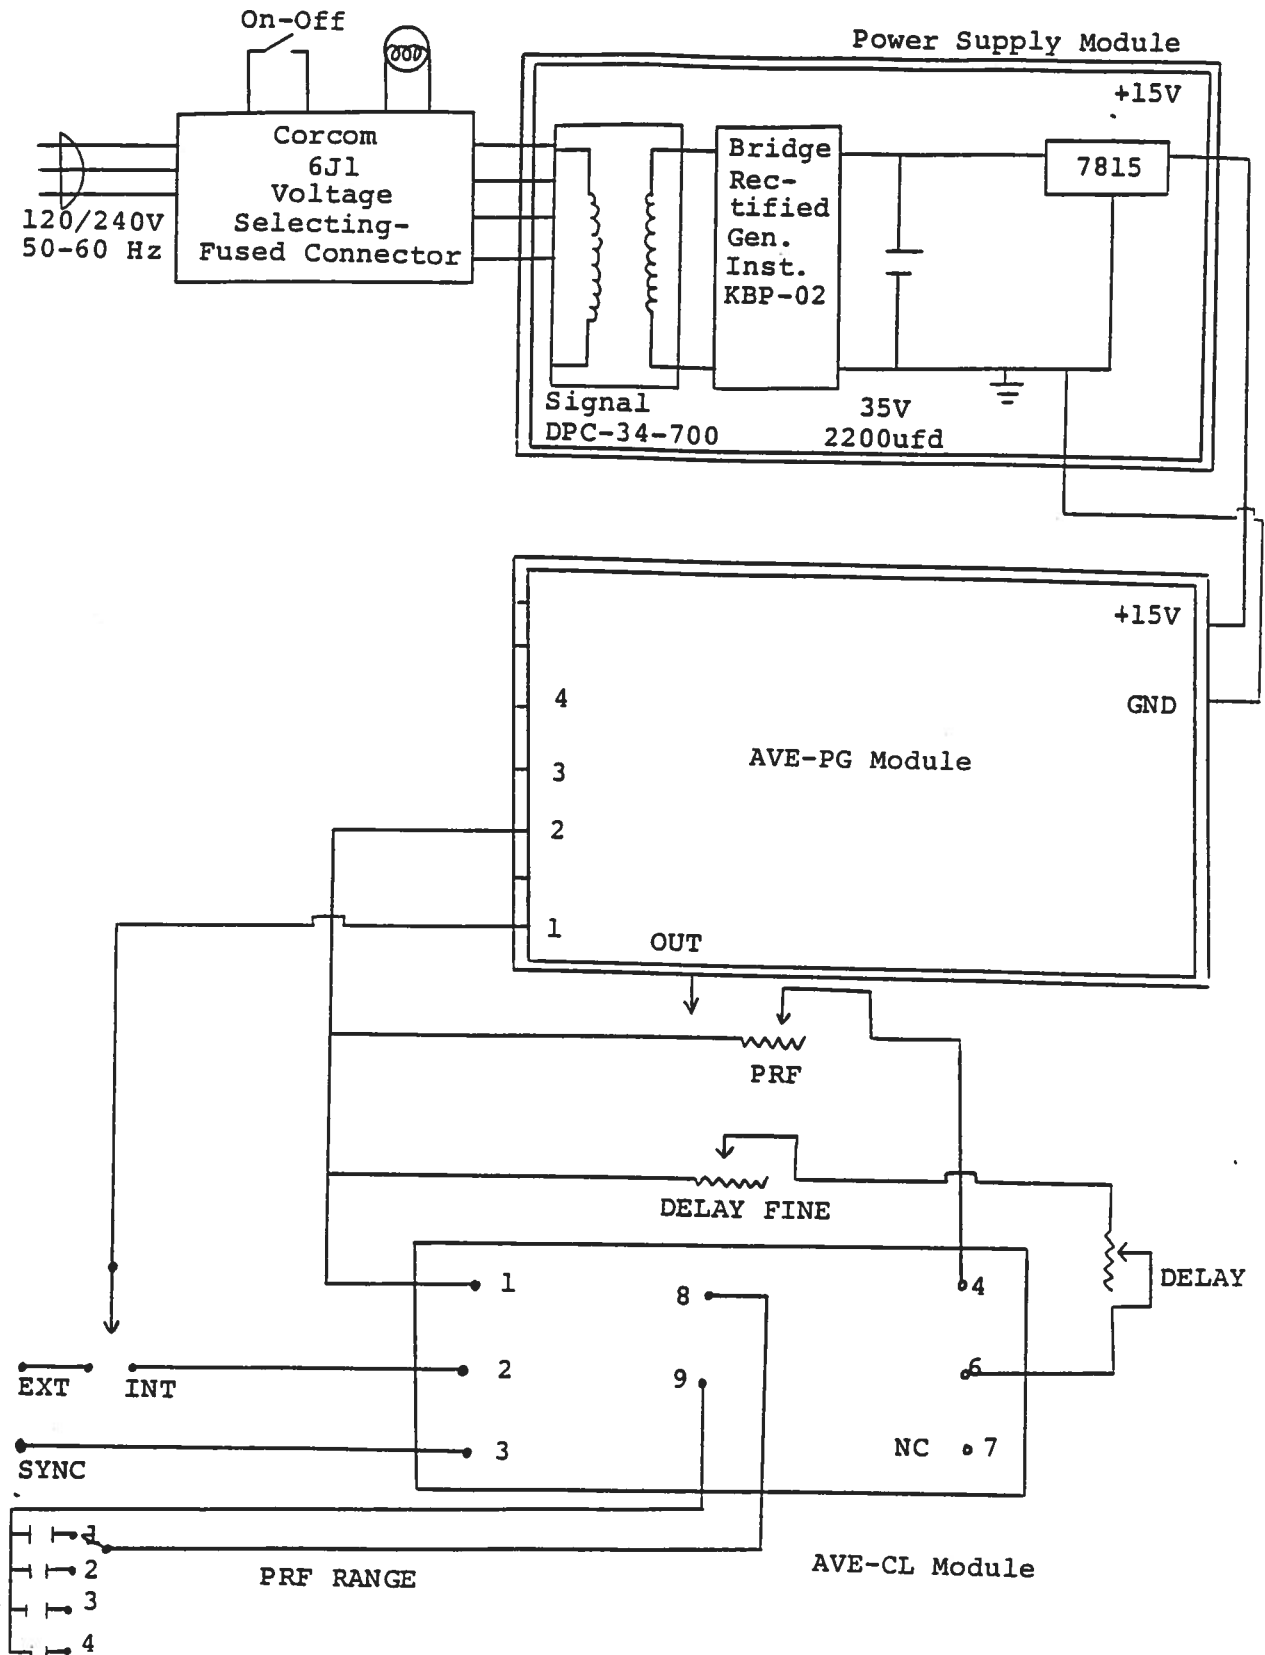 On-Off
Power Supply Module
+15V
Corcom
6J1
Voltage
Selecting-
Fused Connector
120/240V
50-60 Hz
Bridge
Rec-
tified
Gen.
Inst.
KBP-02
7815
Signal
DPC-34-700
35V
2200ufd
+15V
4
GND
AVE-PG Module
3
2
1
OUT
PRF
DELAY FINE
1
8
4
DELAY
2
9
6
EXT
INT
3
NC
7
SYNC
1
2
PRF RANGE
AVE-CL Module
3
4